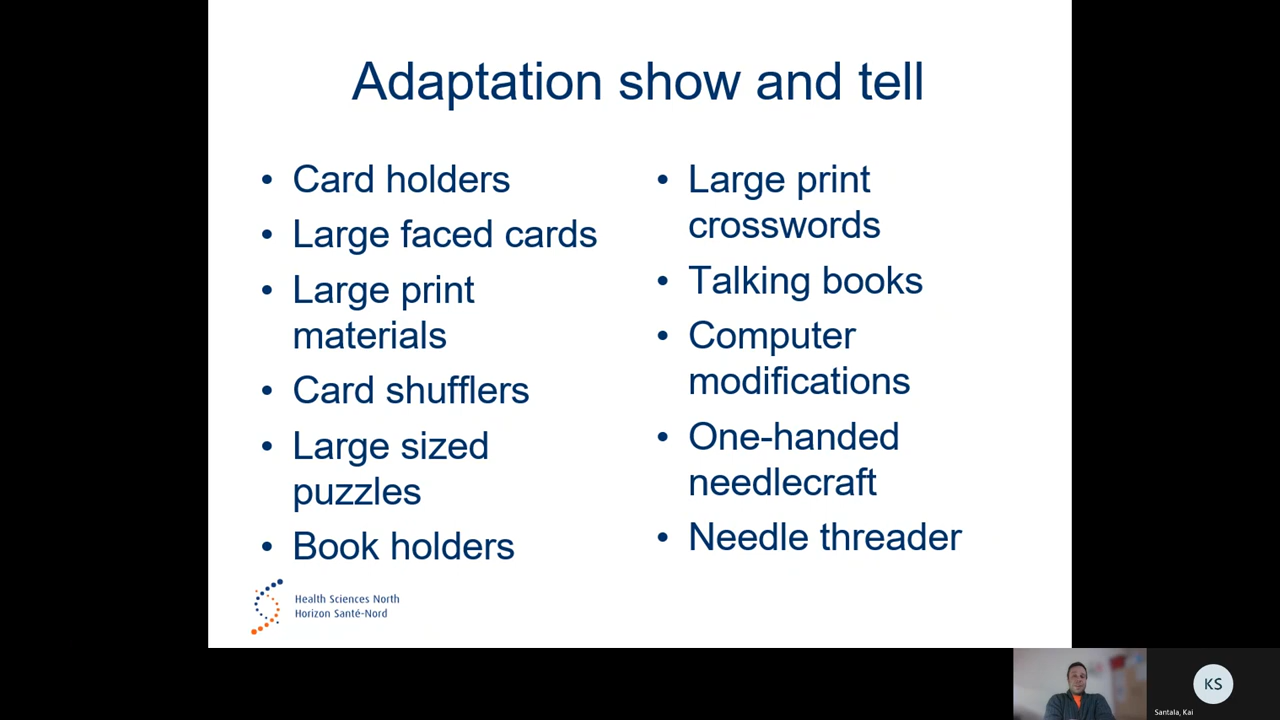 Adaptation show and tell
• Card holders
• Large faced cards
• Large print
materials
• Card shufflers
• Large sized
puzzles
• Book holders
• Large print
crosswords
• Talking books
• Computer
modifications
• One-handed
needlecraft
• Needle threader
Health Sciences North
Horizon Santé-Nord
KS
Santala, Kai